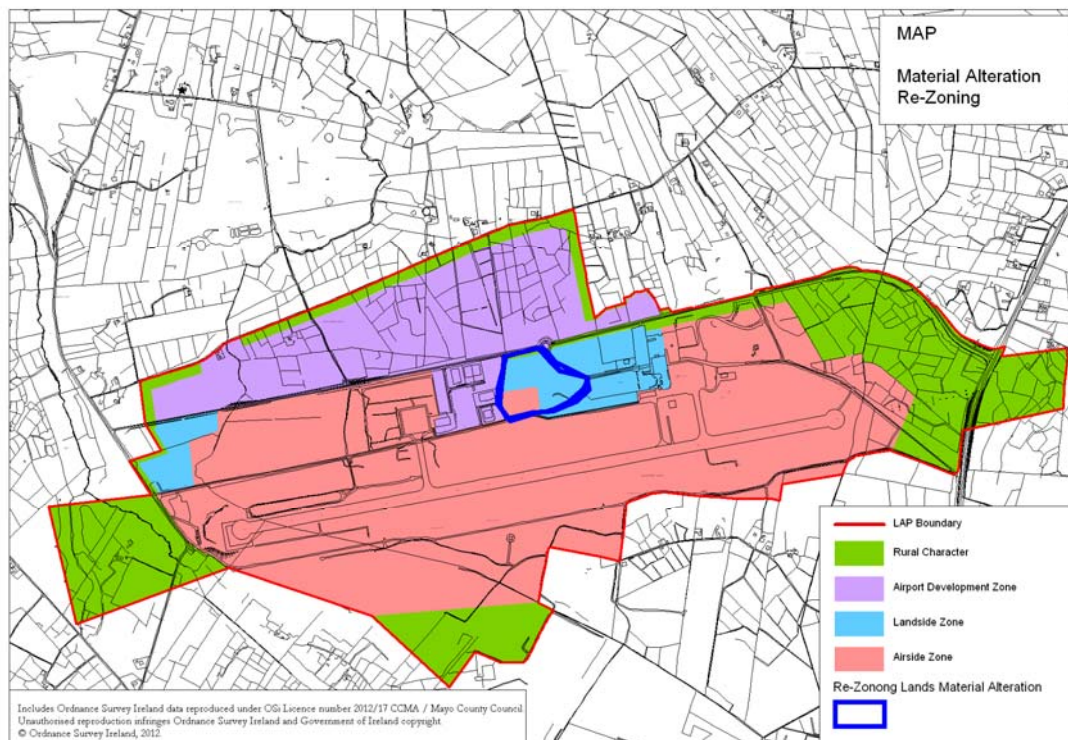 MAP
Material Alteration
Re-Zoning
LAP Boundary
Rural Character
Airport Development Zone
Landside Zone
Airside Zone
Re-Zonong Lands Material Alteration
Includes Ordnance Survey Ireland data reproduced under OSi Licence number 2012/17 CCMA / Mayo County Council
Unauthorised reproduction infringes Ordnance Survey Ireland and Government of Ireland copyright.
© Ordnance Survey Ireland, 2012.